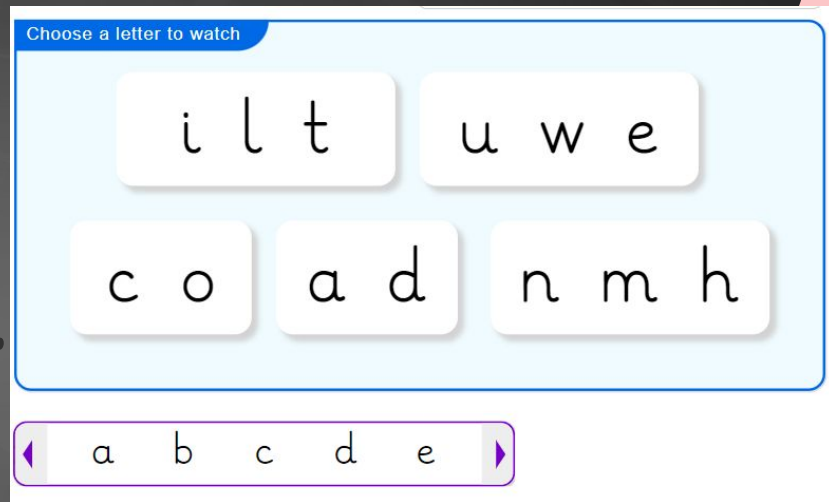 Choose a letter to watch
i l t u w e
c o a d n m h
a b c d e